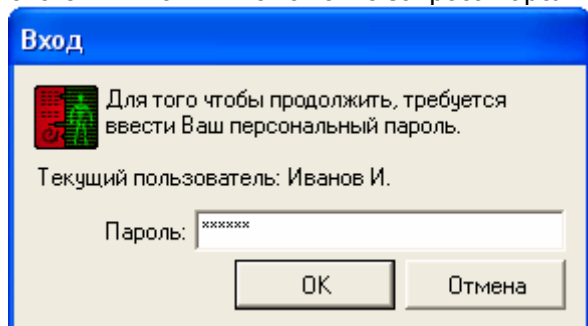 Вход
Для того чтобы продолжить, требуется
ввести Ваш персональный пароль.
Текущий пользователь: Иванов И.
Пароль: ******
OK Отмена